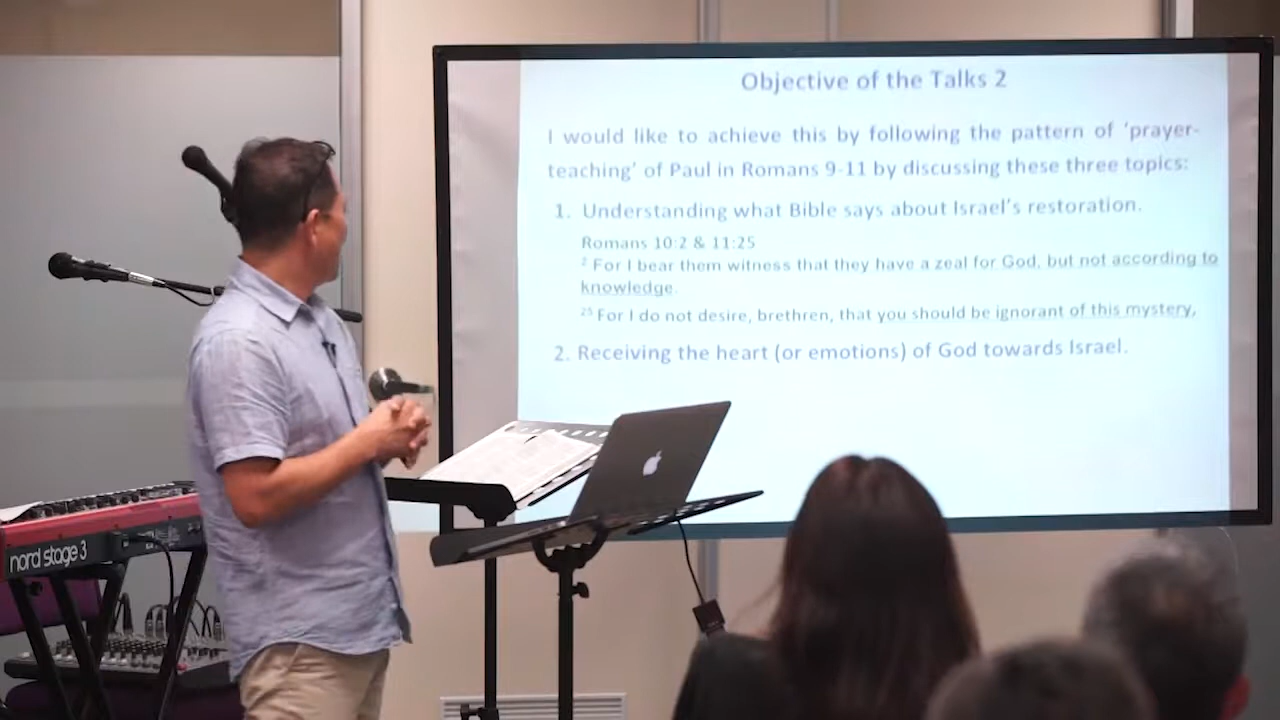 Objective of the Talks 2
I would like to achieve this by following the pattern of ‘prayer-
teaching’ of Paul in Romans 9-11 by discussing these three topics:
1. Understanding what Bible says about Israel’s restoration.
Romans 10:2 & 11:25
2 For I bear them witness that they have a zeal for God, but not according to
knowledge.
25 For I do not desire, brethren, that you should be ignorant of this mystery,
2. Receiving the heart (or emotions) of God towards Israel.
nord stage 3